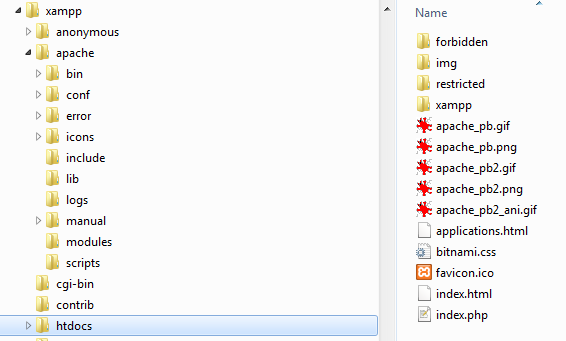 xampp
anonymous
apache
bin
conf
error
icons
include
lib
logs
manual
modules
scripts
cgi-bin
contrib
htdocs
Name
forbidden
img
restricted
xampp
apache_pb.gif
apache_pb.png
apache_pb2.gif
apache_pb2.png
apache_pb2_ani.gif
applications.html
bitnami.css
favicon.ico
index.html
index.php